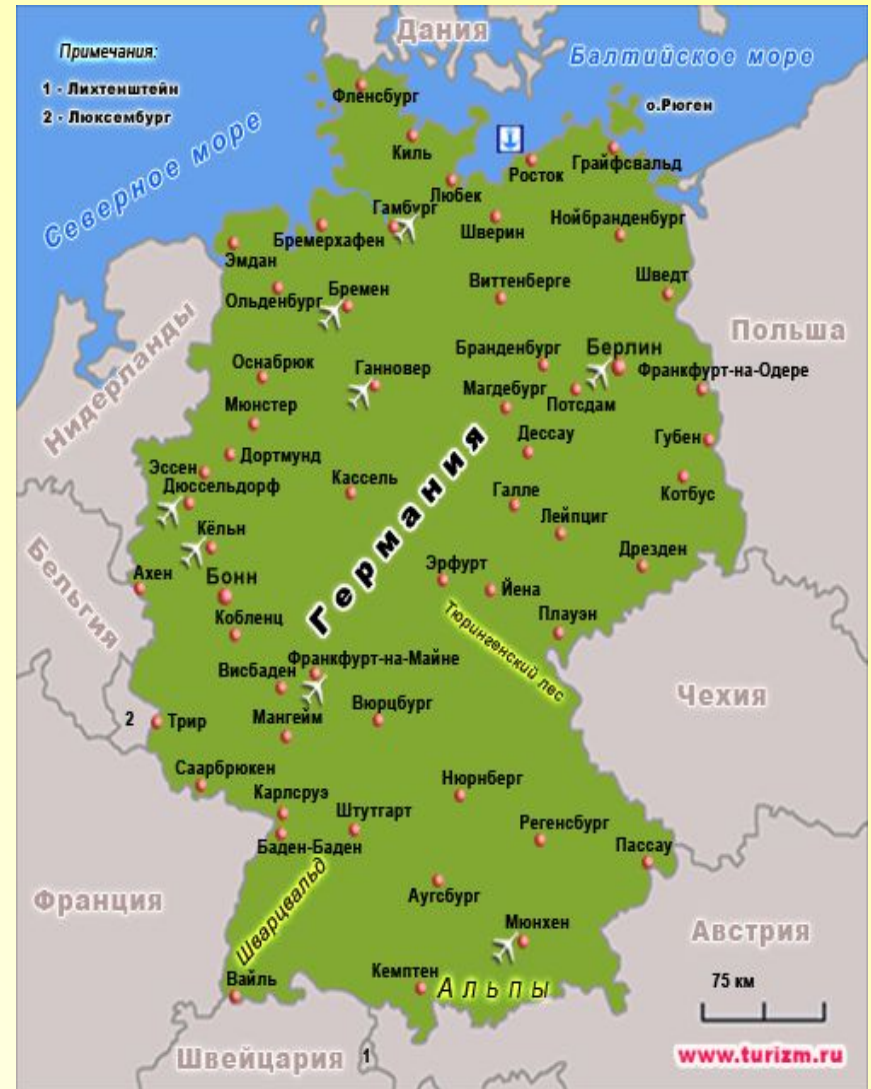 Дания
Примечания:
1 - Лихтенштейн
2 - Люксембург
Балтийское море
Северное море
о.Рюген
Фленсбург
Киль
Росток
Грайфсвальд
Любек
Гамбург
Шверин
Нойбранденбург
Бремерхафен
Эмдан
Ольденбург
Бремен
Виттенберге
Шведт
Нидерланды
Польша
Оснабрюк
Ганновер
Бранденбург
Берлин
Франкфурт-на-Одере
Мюнстер
Магдебург
Потсдам
Дессау
Губен
Эссен
Дортмунд
Дюссельдорф
Кассель
Германия
Галле
Котбус
Кёльн
Лейпциг
Бельгия
Ахен
Бонн
Эрфурт
Йена
Дрезден
Кобленц
Плауэн
Тюрингенский лес
Висбаден
Франкфурт-на-Майне
Чехия
2
Трир
Мангейм
Вюрцбург
Саарбрюкен
Нюрнберг
Карлсруэ
Штутгарт
Регенсбург
Баден-Баден
Пассау
Франция
Шварцвальд
Аугсбург
Мюнхен
Австрия
Вайль
Кемптен
Альпы
75 км
Швейцария
1
www.turizm.ru